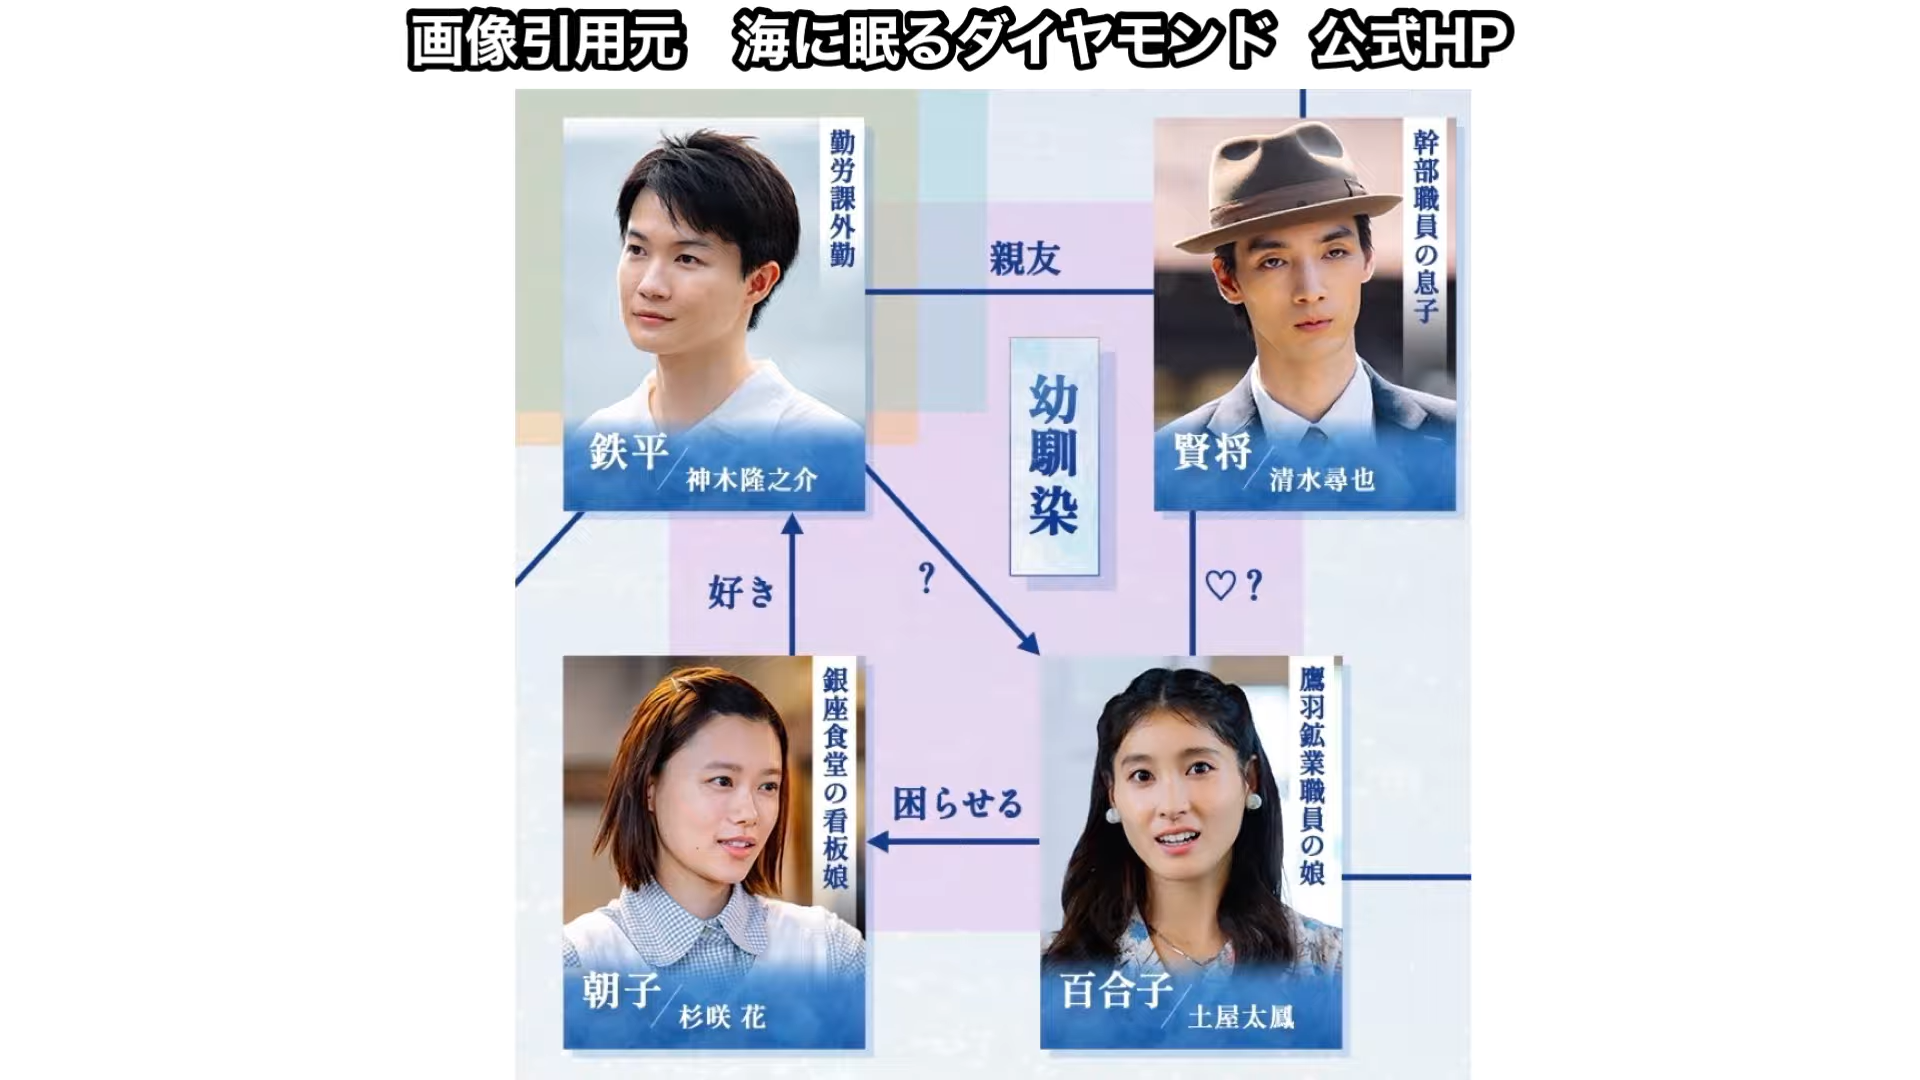 画像引用元　海に眠るダイヤモンド 公式HP
勤労課外勤
鉄平／神木隆之介
親友
幹部職員の息子
賢将／清水尋也
幼馴染
好き
？
♡？
銀座食堂の看板娘
朝子／杉咲 花
困らせる
鷹羽鉱業職員の娘
百合子／土屋太鳳